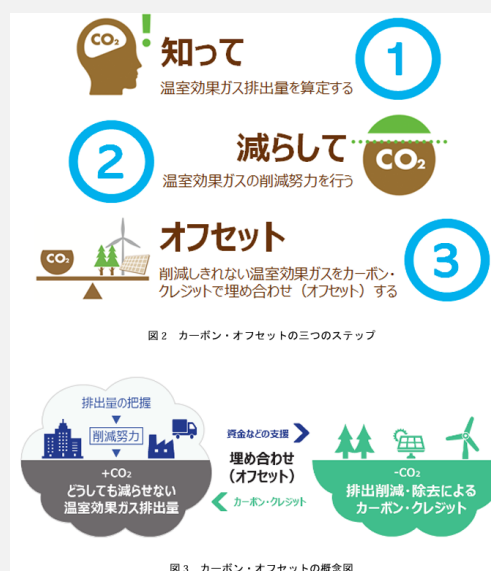 CO₂
!
知って
温室効果ガス排出量を算定する
1
2
減らして
温室効果ガスの削減努力を行う
CO₂
CO₂
オフセット
削減しきれない温室効果ガスをカーボン・
クレジットで埋め合わせ（オフセット）する
3
図2　カーボン・オフセットの三つのステップ
排出量の把握
削減努力
+CO₂
どうしても減らせない
温室効果ガス排出量
資金などの支援
埋め合わせ
（オフセット）
カーボン・クレジット
-CO₂
排出削減・除去による
カーボン・クレジット
図3　カーボン・オフセットの概念図